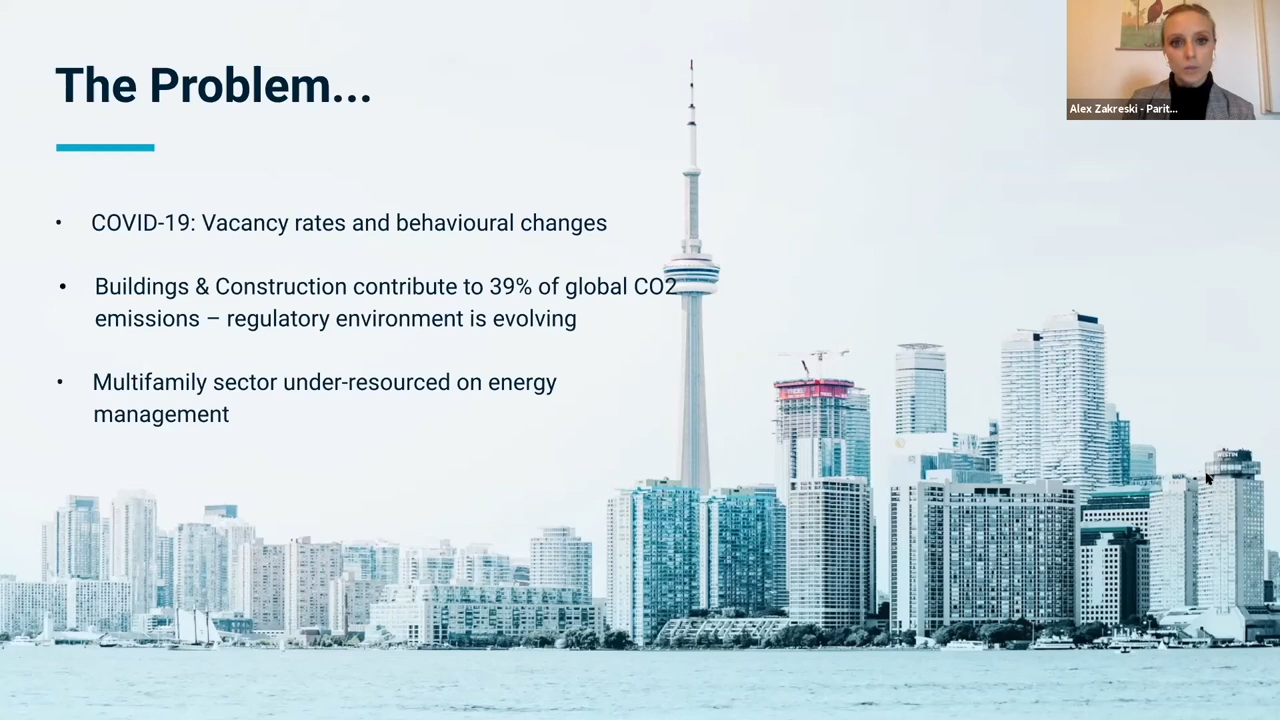 The Problem...
Alex Zakreski - Parit...
• COVID-19: Vacancy rates and behavioural changes
• Buildings & Construction contribute to 39% of global CO2
emissions – regulatory environment is evolving
• Multifamily sector under-resourced on energy
management
WESTIN